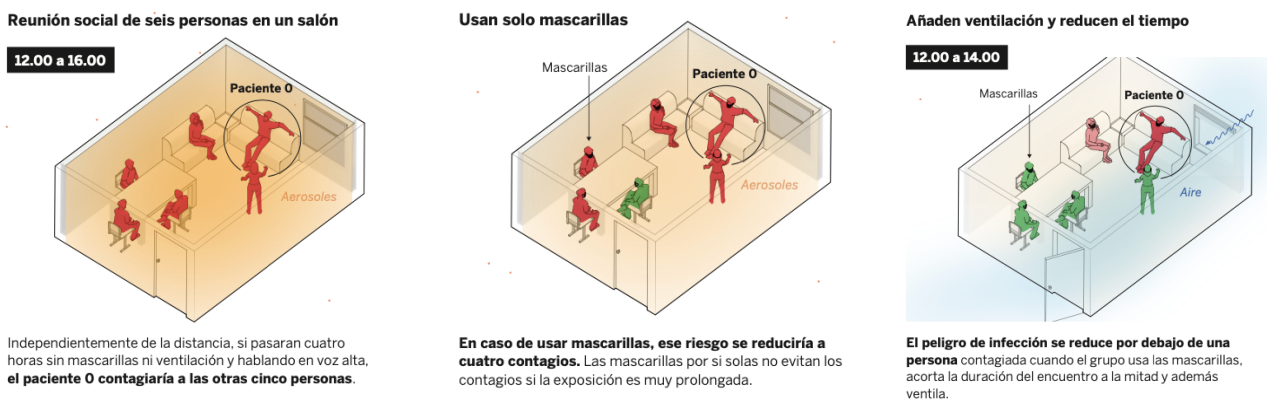 Reunión social de seis personas en un salón
12.00 a 16.00
Paciente 0
Aerosoles
Independientemente de la distancia, si pasaran cuatro
horas sin mascarillas ni ventilación y hablando en voz alta,
el paciente 0 contagiaría a las otras cinco personas.
Usan solo mascarillas
Mascarillas
Paciente 0
Aerosoles
En caso de usar mascarillas, ese riesgo se reduciría a
cuatro contagios. Las mascarillas por si solas no evitan los
contagios si la exposición es muy prolongada.
Añaden ventilación y reducen el tiempo
12.00 a 14.00
Mascarillas
Paciente 0
Aire
El peligro de infección se reduce por debajo de una
persona contagiada cuando el grupo usa las mascarillas,
acorta la duración del encuentro a la mitad y además
ventila.